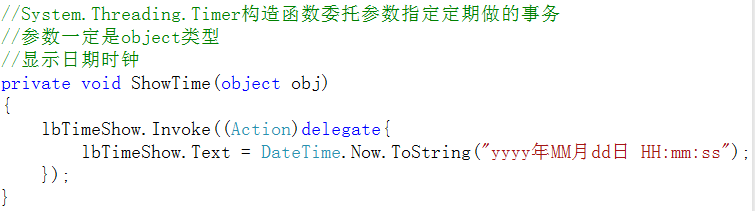 //System.Threading.Timer构造函数委托参数指定定期做的事务
//参数一定是object类型
//显示日期时钟
private void ShowTime(object obj)
{
    lbTimeShow.Invoke((Action)delegate{
        lbTimeShow.Text = DateTime.Now.ToString("yyyy年MM月dd日 HH:mm:ss");
    });
}